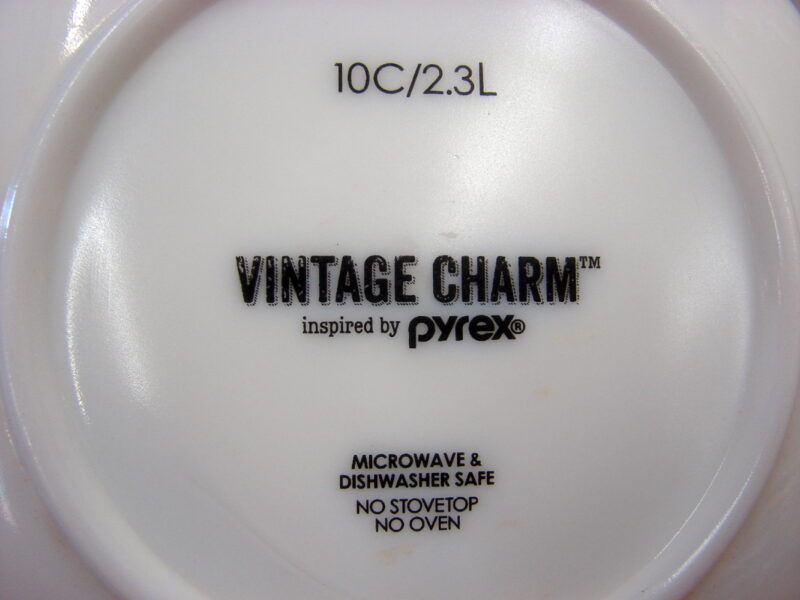 10C/2.3L
VINTAGE CHARM™
inspired by pyrex®
MICROWAVE &
DISHWASHER SAFE
NO STOVETOP
NO OVEN